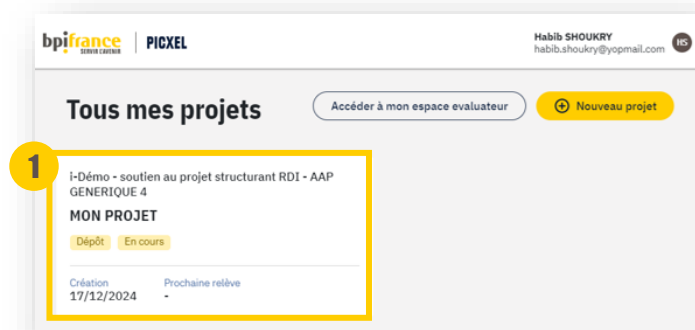 bpifrance
SERVIR L'AVENIR
PICXEL
Habib SHOUKRY
habib.shoukry@yopmail.com
HS
Tous mes projets
Accéder à mon espace evaluateur
Nouveau projet
1
i-Démo - soutien au projet structurant RDI - AAP
GENERIQUE 4
MON PROJET
Dépôt En cours
Création Prochaine relève
17/12/2024 -